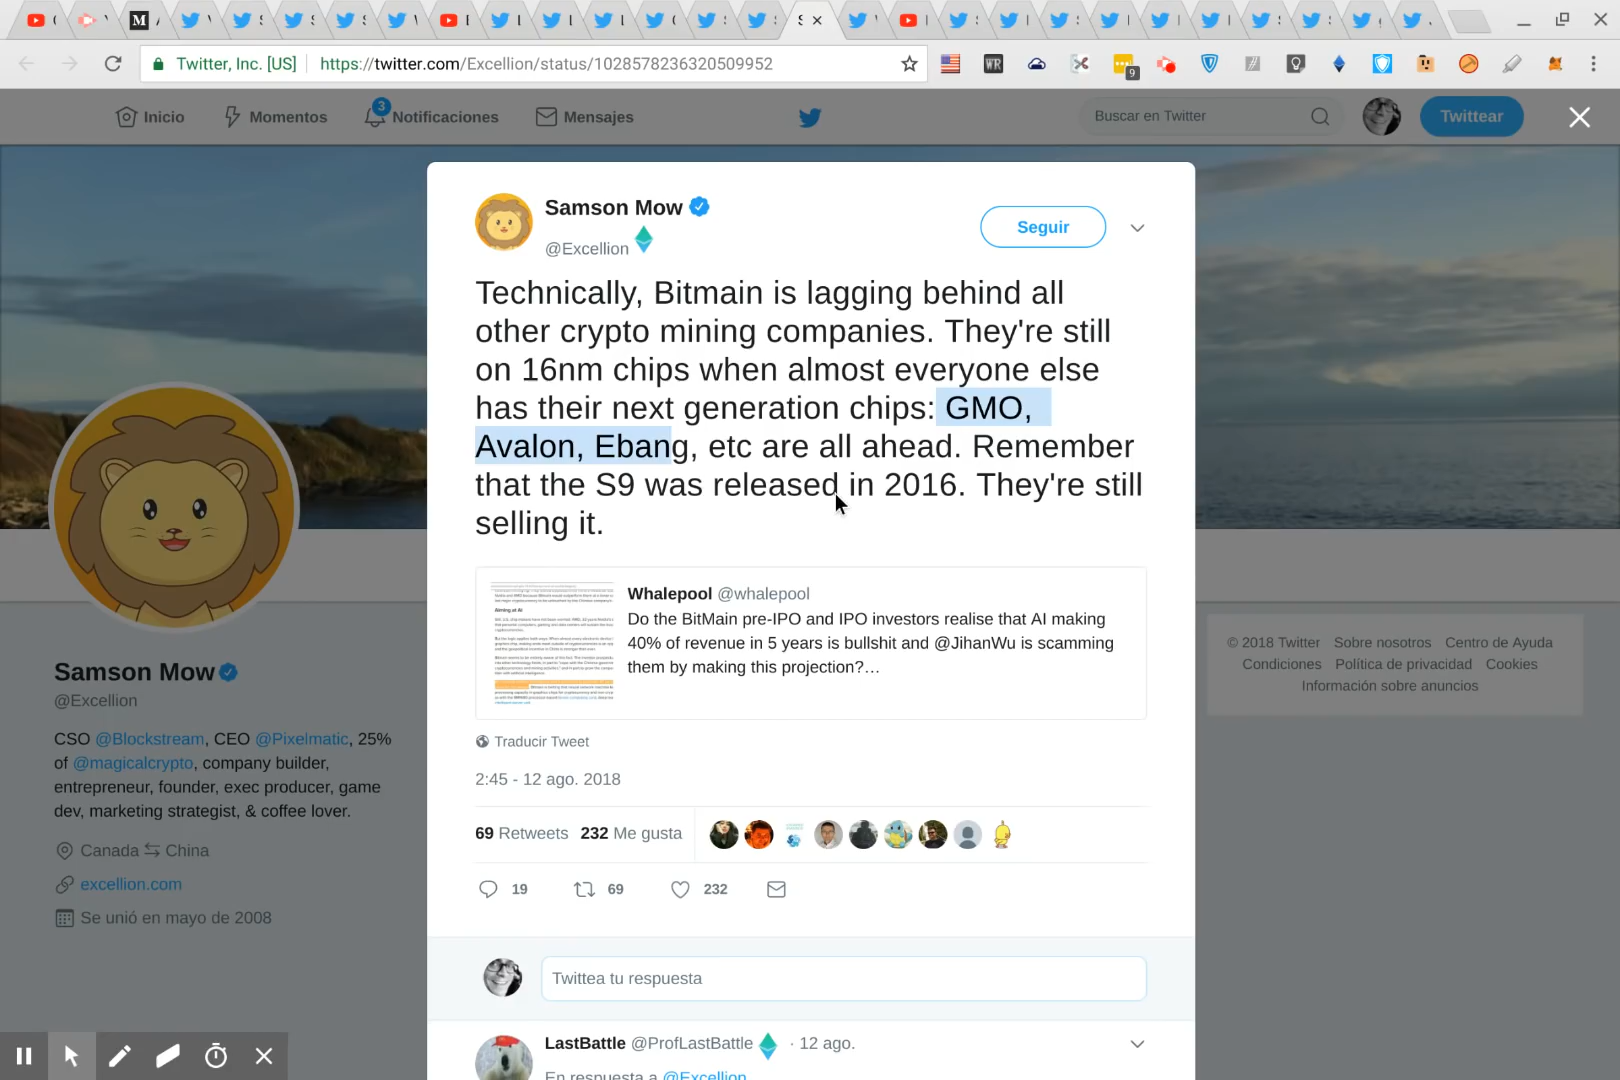 Twitter, Inc. [US]
https://twitter.com/Excellion/status/1028578236320509952
WR
9
Inicio
Momentos
3
Notificaciones
Mensajes
Buscar en Twitter
Twittear
Samson Mow
@Excellion
Seguir
Technically, Bitmain is lagging behind all
other crypto mining companies. They're still
on 16nm chips when almost everyone else
has their next generation chips: GMO,
Avalon, Ebang, etc are all ahead. Remember
that the S9 was released in 2016. They're still
selling it.
Aiming at AI
Whalepool @whalepool
Do the BitMain pre-IPO and IPO investors realise that AI making
40% of revenue in 5 years is bullshit and @JihanWu is scamming
them by making this projection?…
Traducir Tweet
2:45 - 12 ago. 2018
69 Retweets 232 Me gusta
19 69 232
Twittea tu respuesta
LastBattle @ProfLastBattle · 12 ago.
En respuesta a @Excellion
Samson Mow
@Excellion
CSO @Blockstream, CEO @Pixelmatic, 25%
of @magicalcrypto, company builder,
entrepreneur, founder, exec producer, game
dev, marketing strategist, & coffee lover.
Canada ⇆ China
excellion.com
Se unió en mayo de 2008
© 2018 Twitter Sobre nosotros Centro de Ayuda
Condiciones Política de privacidad Cookies
Información sobre anuncios